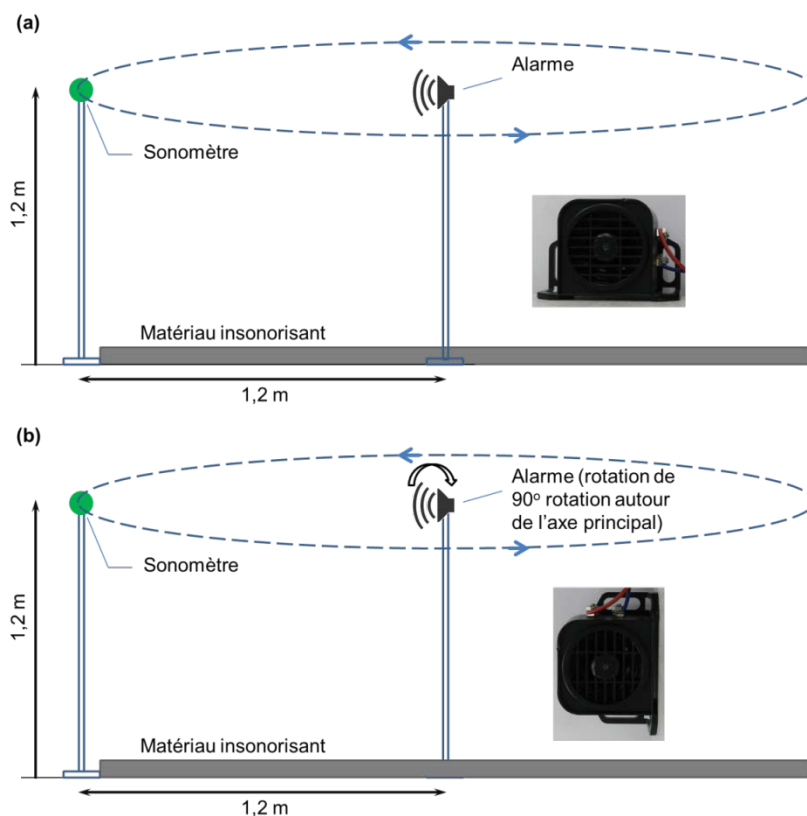 (a)
Alarme
Sonomètre
1,2 m
Matériau insonorisant
1,2 m
(b)
Alarme (rotation de
90° rotation autour
de l'axe principal)
Sonomètre
1,2 m
Matériau insonorisant
1,2 m